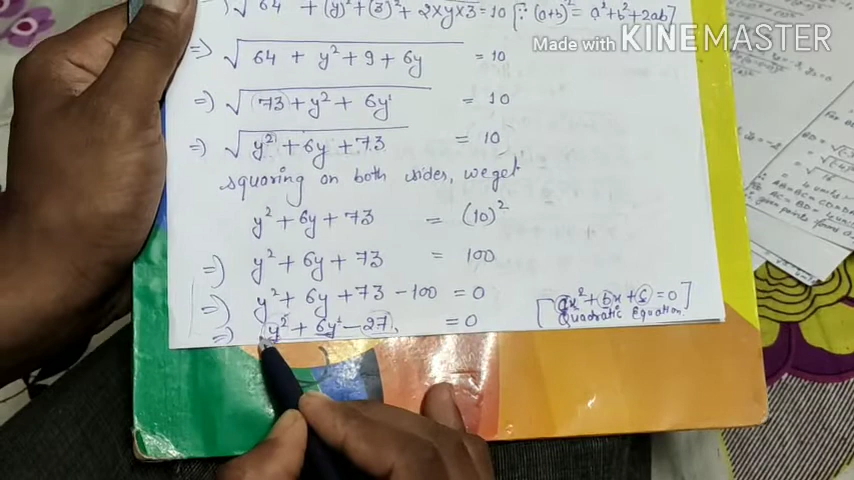 ⇒) √64 + (y)² + (3)² + 2×y×3 = 10 [∵ (a+b)² = a²+b²+2ab]
Made with KINEMASTER
⇒) √64 + y² + 9 + 6y = 10
⇒) √73 + y² + 6y = 10
⇒) √y² + 6y + 73 = 10
squaring on both sides, we get
y² + 6y + 73 = (10)²
⇒) y² + 6y + 73 = 100
⇒) y² + 6y + 73 - 100 = 0
⇒) y² + 6y - 27, = 0 [ax² + bx + c = 0
Quadratic Equation.]